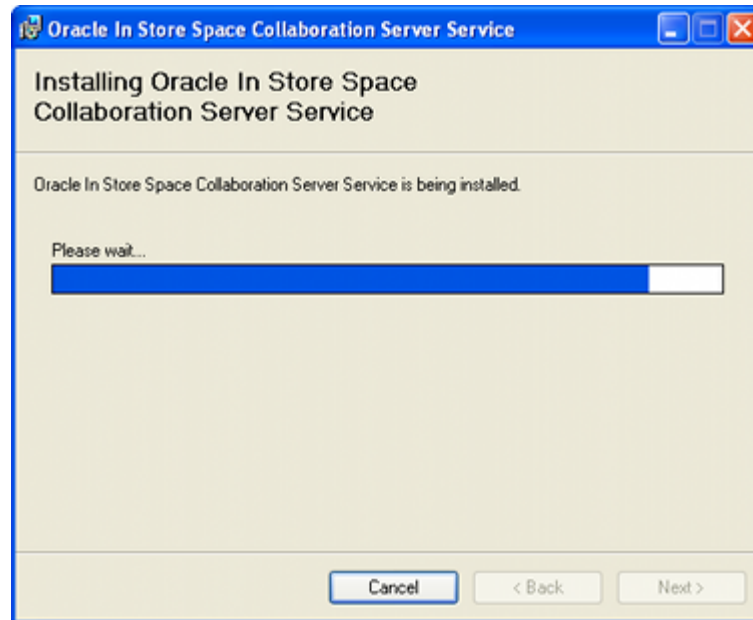 Oracle In Store Space Collaboration Server Service
Installing Oracle In Store Space
Collaboration Server Service
Oracle In Store Space Collaboration Server Service is being installed.
Please wait...
Cancel
< Back
Next >